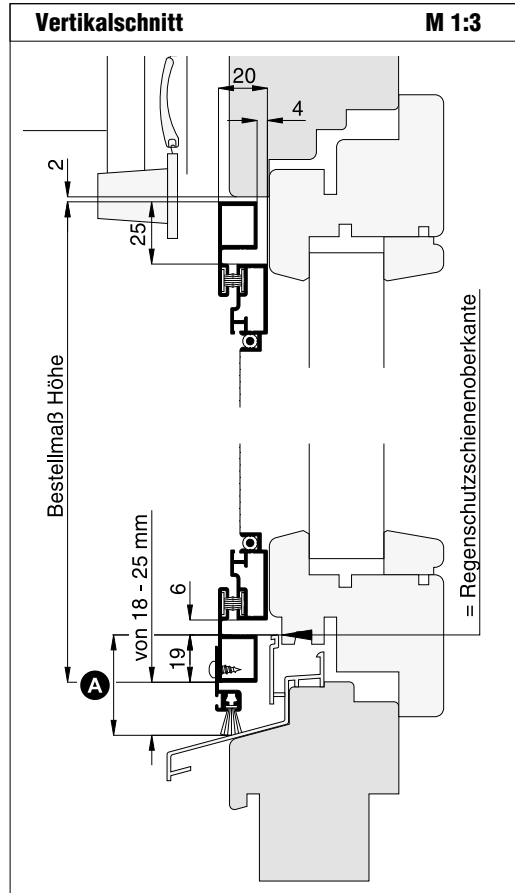 Vertikalschnitt M 1:3
20
4
2
25
Bestellmaß Höhe
= Regenschutzschienenoberkante
von 18 - 25 mm
6
19
A